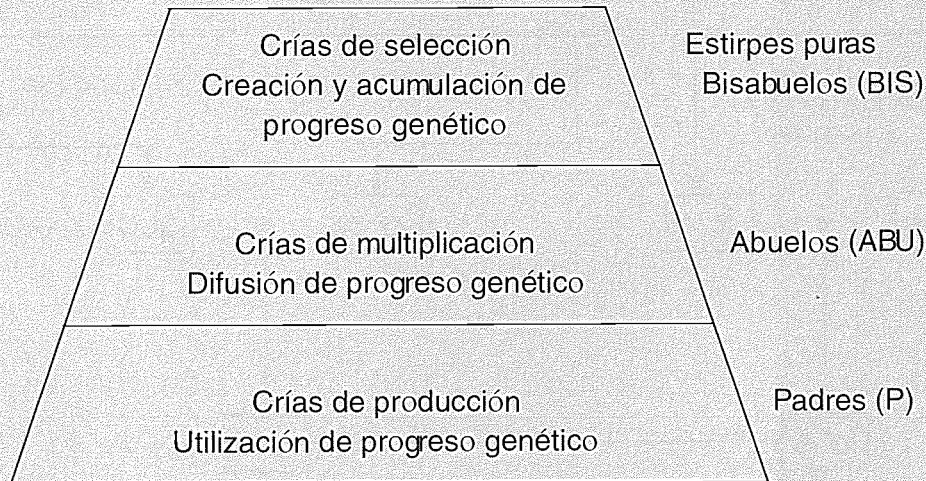 Crías de selección
Creación y acumulación de
progreso genético
Estirpes puras
Bisabuelos (BIS)
Crías de multiplicación
Difusión de progreso genético
Abuelos (ABU)
Crías de producción
Utilización de progreso genético
Padres (P)